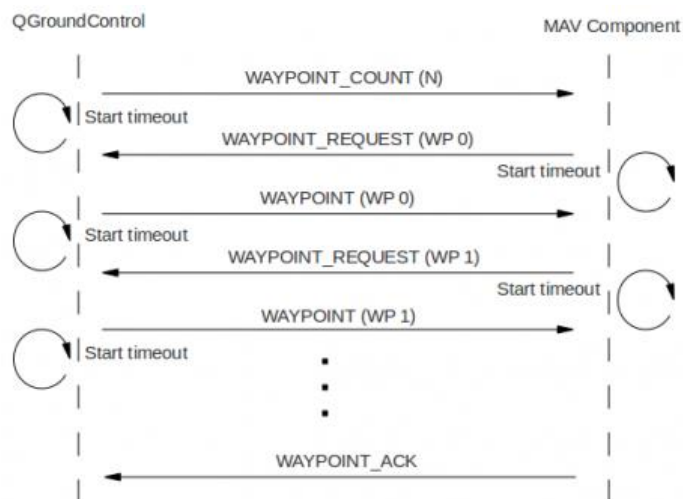 QGroundControl
MAV Component
WAYPOINT_COUNT (N)
Start timeout
WAYPOINT_REQUEST (WP 0)
Start timeout
WAYPOINT (WP 0)
Start timeout
WAYPOINT_REQUEST (WP 1)
Start timeout
WAYPOINT (WP 1)
Start timeout
WAYPOINT_ACK